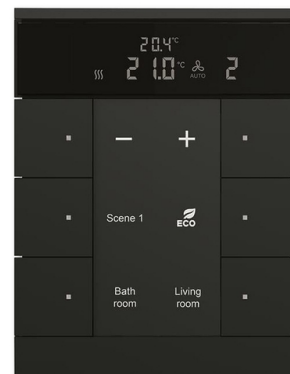 20.4°C
21.0°C AUTO 2
− +
Scene 1 ECO
Bath Living
room room